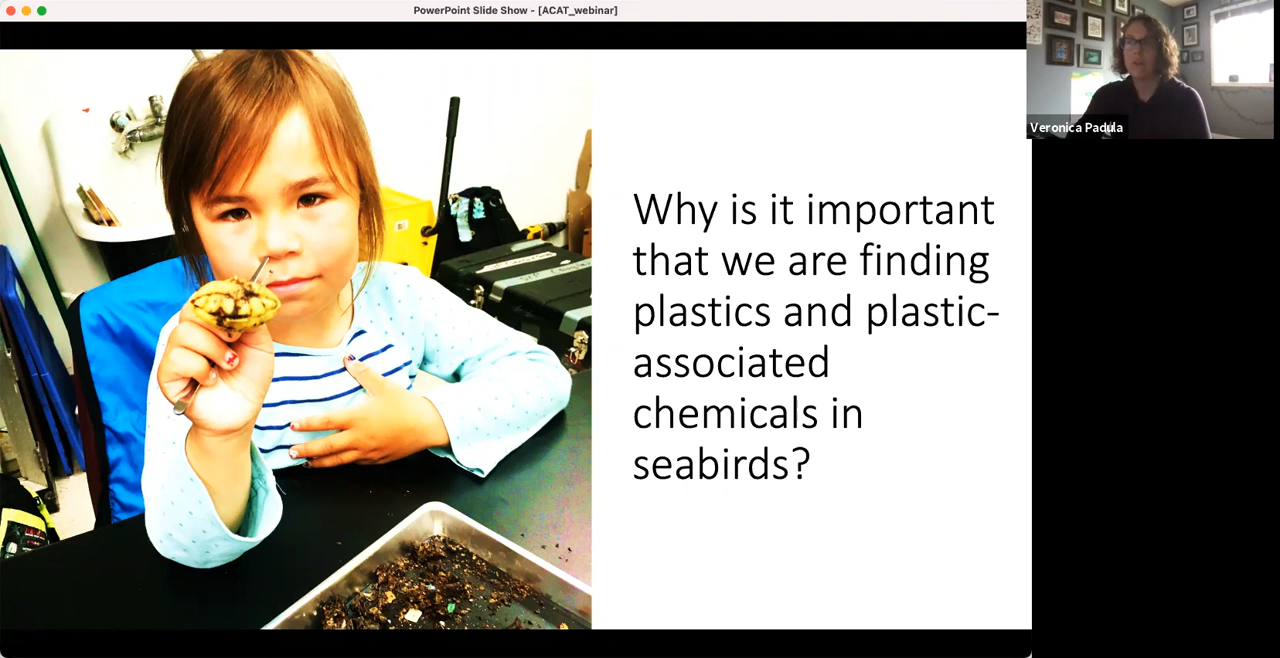 PowerPoint Slide Show - [ACAT_webinar]
Why is it important
that we are finding
plastics and plastic-
associated
chemicals in
seabirds?
Veronica Padula